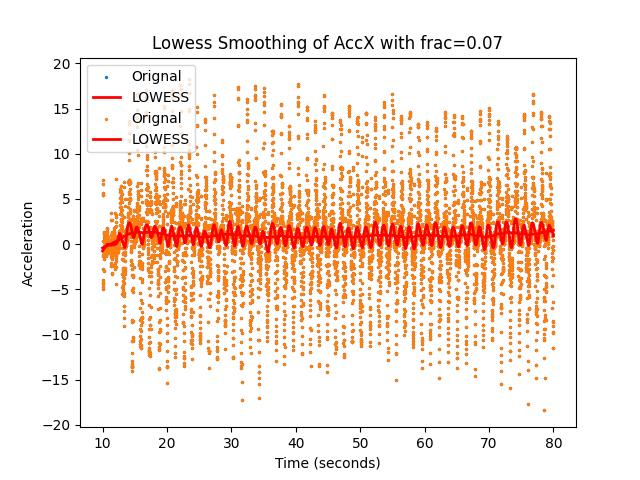 Lowess Smoothing of AccX with frac=0.07
Orignal
LOWESS
Orignal
LOWESS
Acceleration
20
15
10
5
0
−5
−10
−15
−20
10 20 30 40 50 60 70 80
Time (seconds)